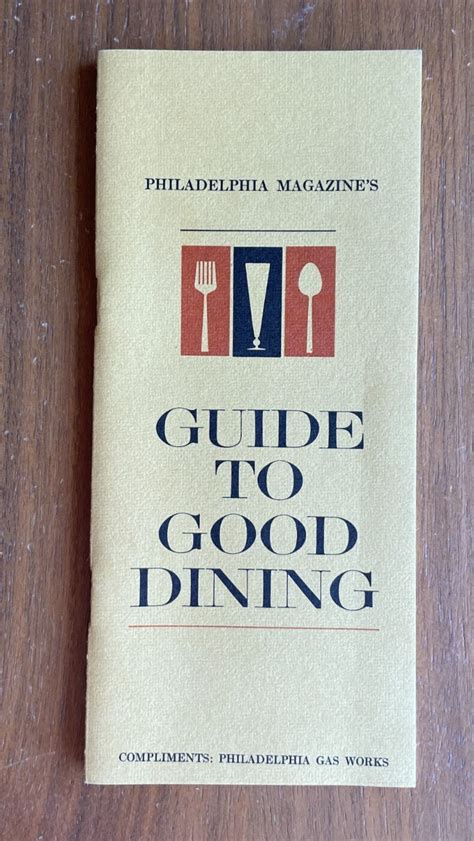 PHILADELPHIA MAGAZINE'S
GUIDE
TO
GOOD
DINING
COMPLIMENTS: PHILADELPHIA GAS WORKS